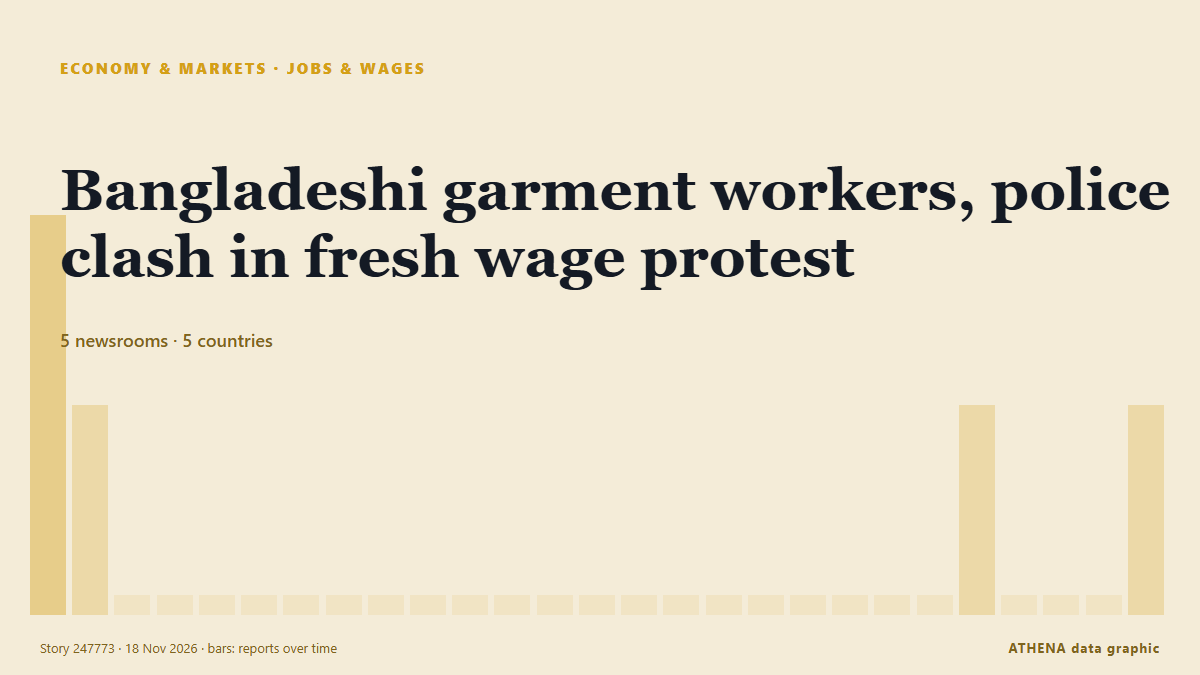 ECONOMY & MARKETS · JOBS & WAGES
Bangladeshi garment workers, police
clash in fresh wage protest
5 newsrooms · 5 countries
Story 247773 · 18 Nov 2026 · bars: reports over time
ATHENA data graphic